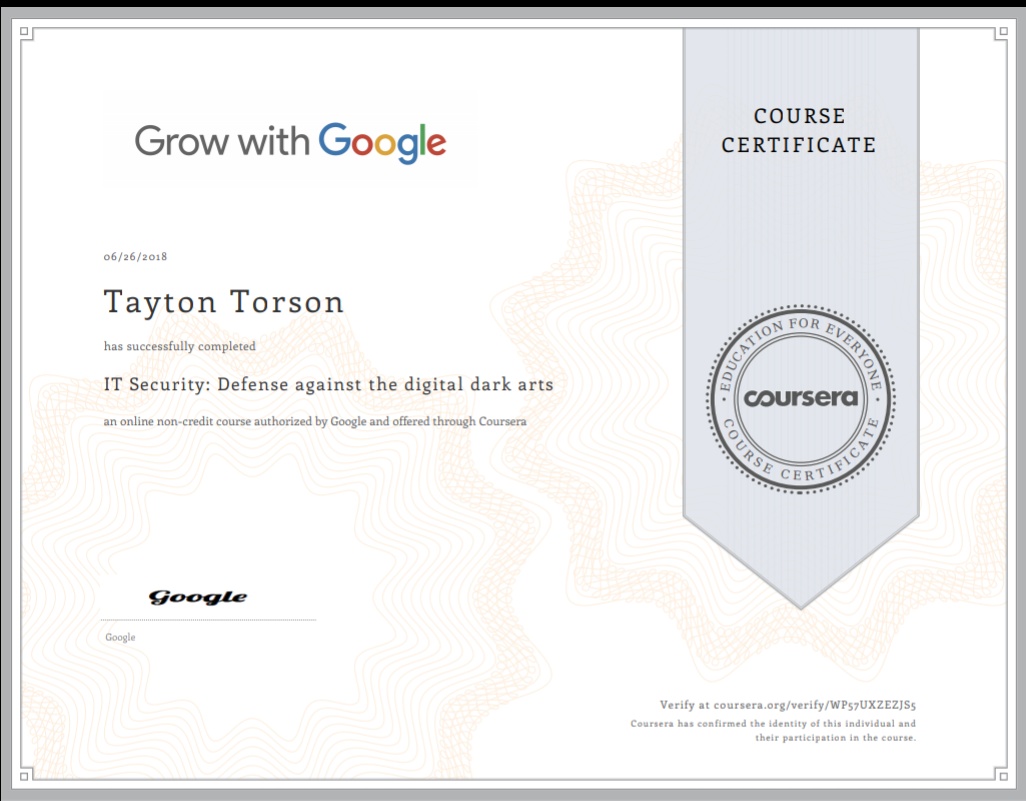 Grow with Google
COURSE
CERTIFICATE
06/26/2018
Tayton Torson
has successfully completed
IT Security: Defense against the digital dark arts
an online non-credit course authorized by Google and offered through Coursera
EDUCATION FOR EVERYONE
coursera
COURSE CERTIFICATE
Google
Google
Verify at coursera.org/verify/WP57UXZEZJS5
Coursera has confirmed the identity of this individual and
their participation in the course.